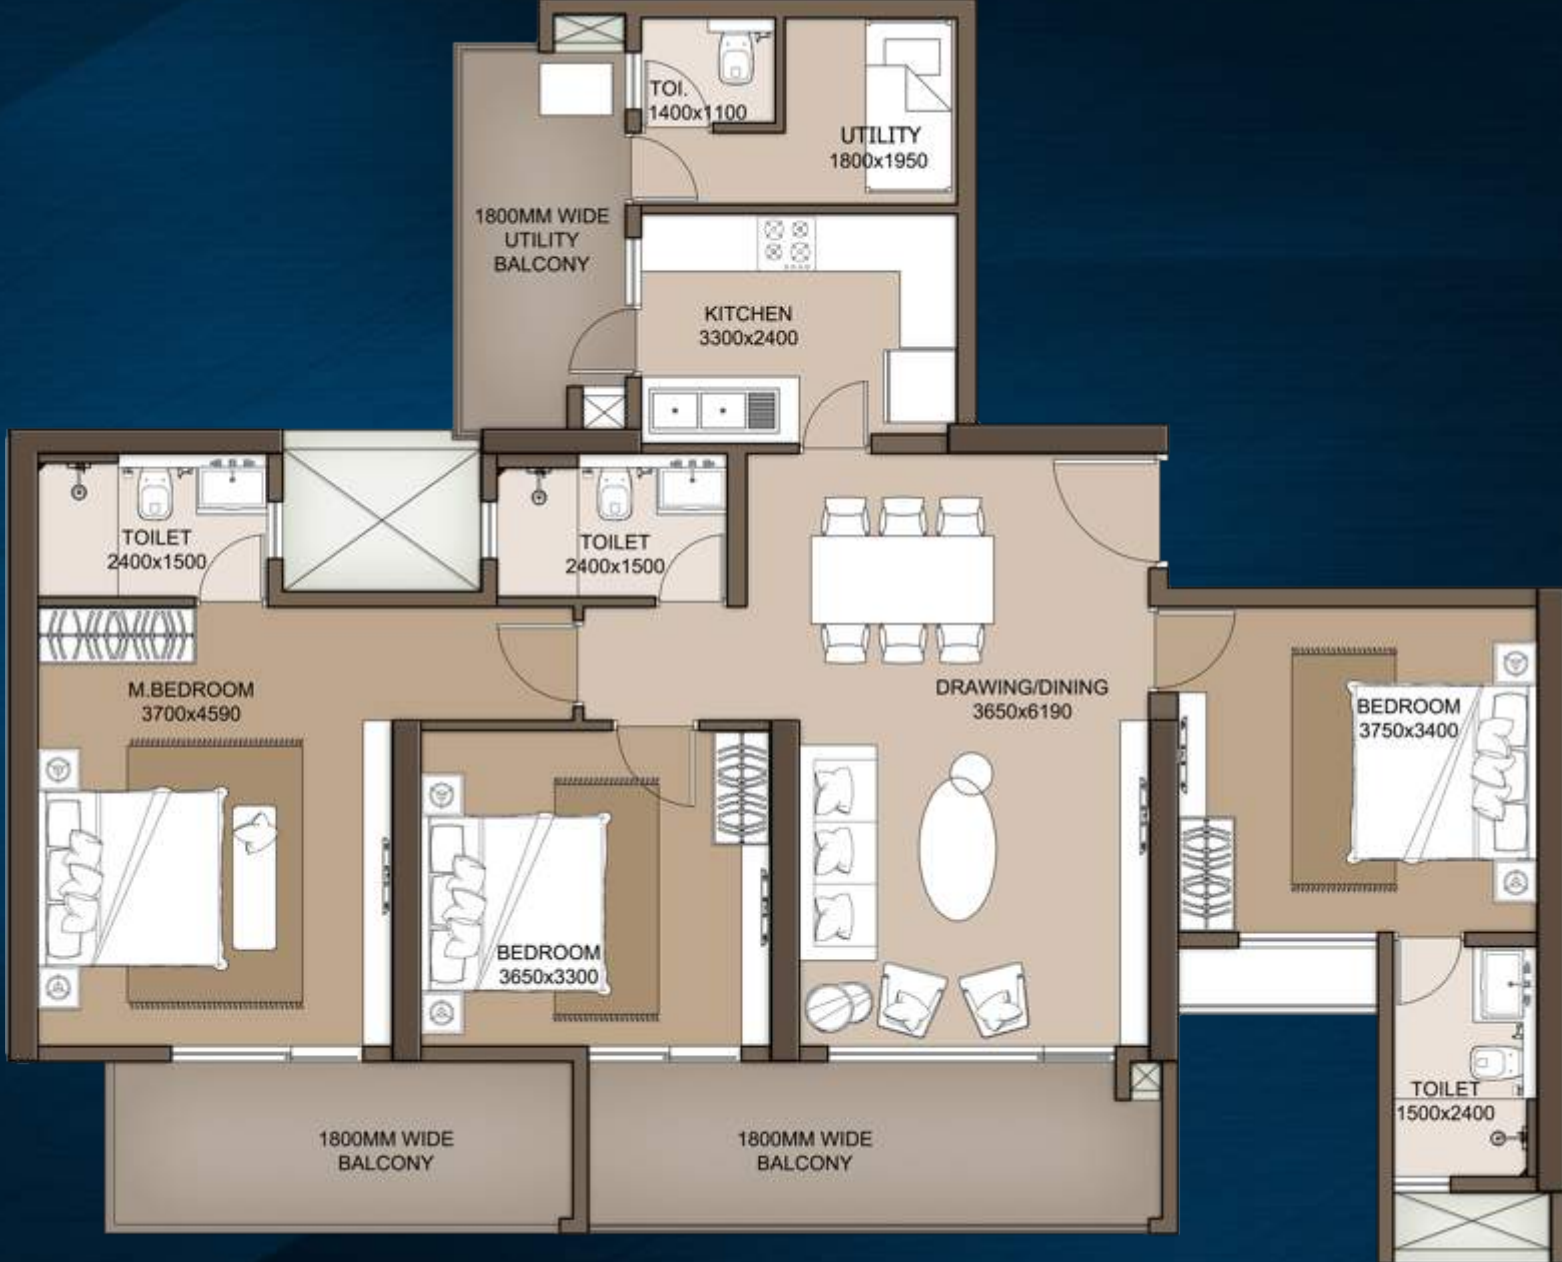 TOI.
1400x1100
UTILITY
1800x1950
1800MM WIDE
UTILITY
BALCONY
KITCHEN
3300x2400
TOILET
2400x1500
TOILET
2400x1500
M.BEDROOM
3700x4590
DRAWING/DINING
3650x6190
BEDROOM
3750x3400
BEDROOM
3650x3300
TOILET
1500x2400
1800MM WIDE
BALCONY
1800MM WIDE
BALCONY